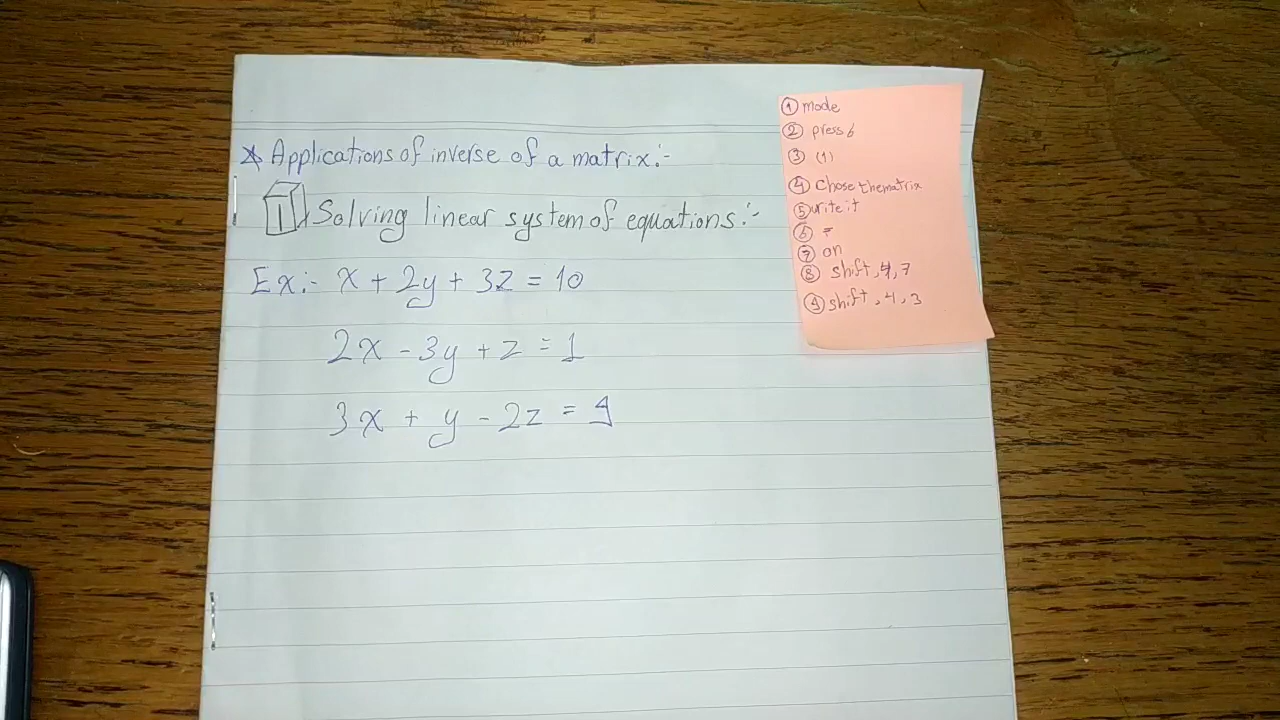 * Applications of inverse of a matrix:-
1 Solving linear system of equations:-
Ex:- x + 2y + 3z = 10
2x - 3y + z = 1
3x + y - 2z = 9
① mode
② press 6
③ (1)
④ Chose thematrix
⑤ write it
⑥ =
⑦ on
⑧ shift, 4, 7
⑨ shift, 4, 3